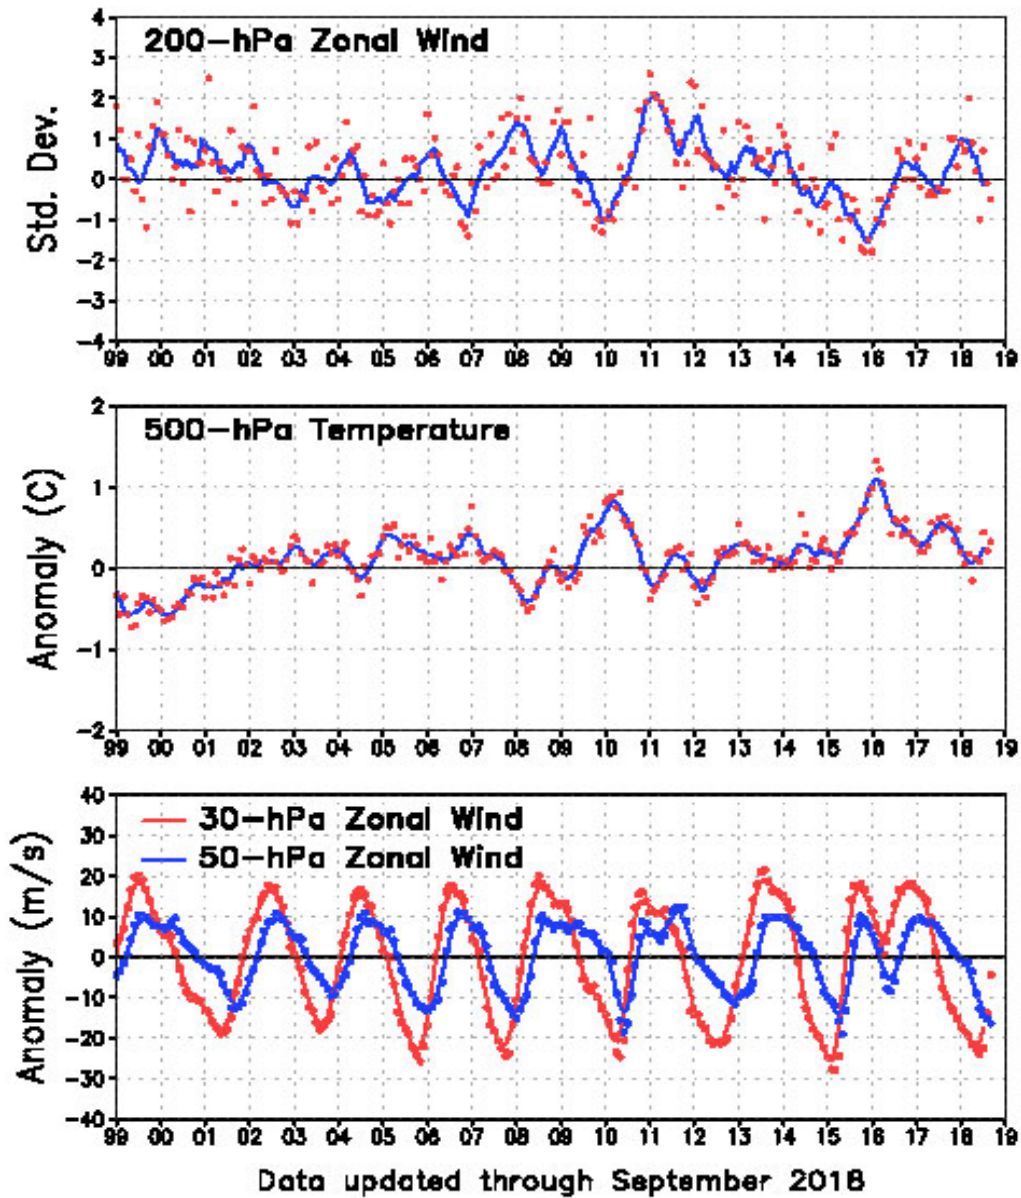 200-hPa Zonal Wind
Std. Dev.
4
3
2
1
0
-1
-2
-3
-4
99 00 01 02 03 04 05 06 07 08 09 10 11 12 13 14 15 16 17 18 19
500-hPa Temperature
Anomaly (C)
2
1
0
-1
-2
99 00 01 02 03 04 05 06 07 08 09 10 11 12 13 14 15 16 17 18 19
30-hPa Zonal Wind
50-hPa Zonal Wind
Anomaly (m/s)
40
30
20
10
0
-10
-20
-30
-40
99 00 01 02 03 04 05 06 07 08 09 10 11 12 13 14 15 16 17 18 19
Data updated through September 2018